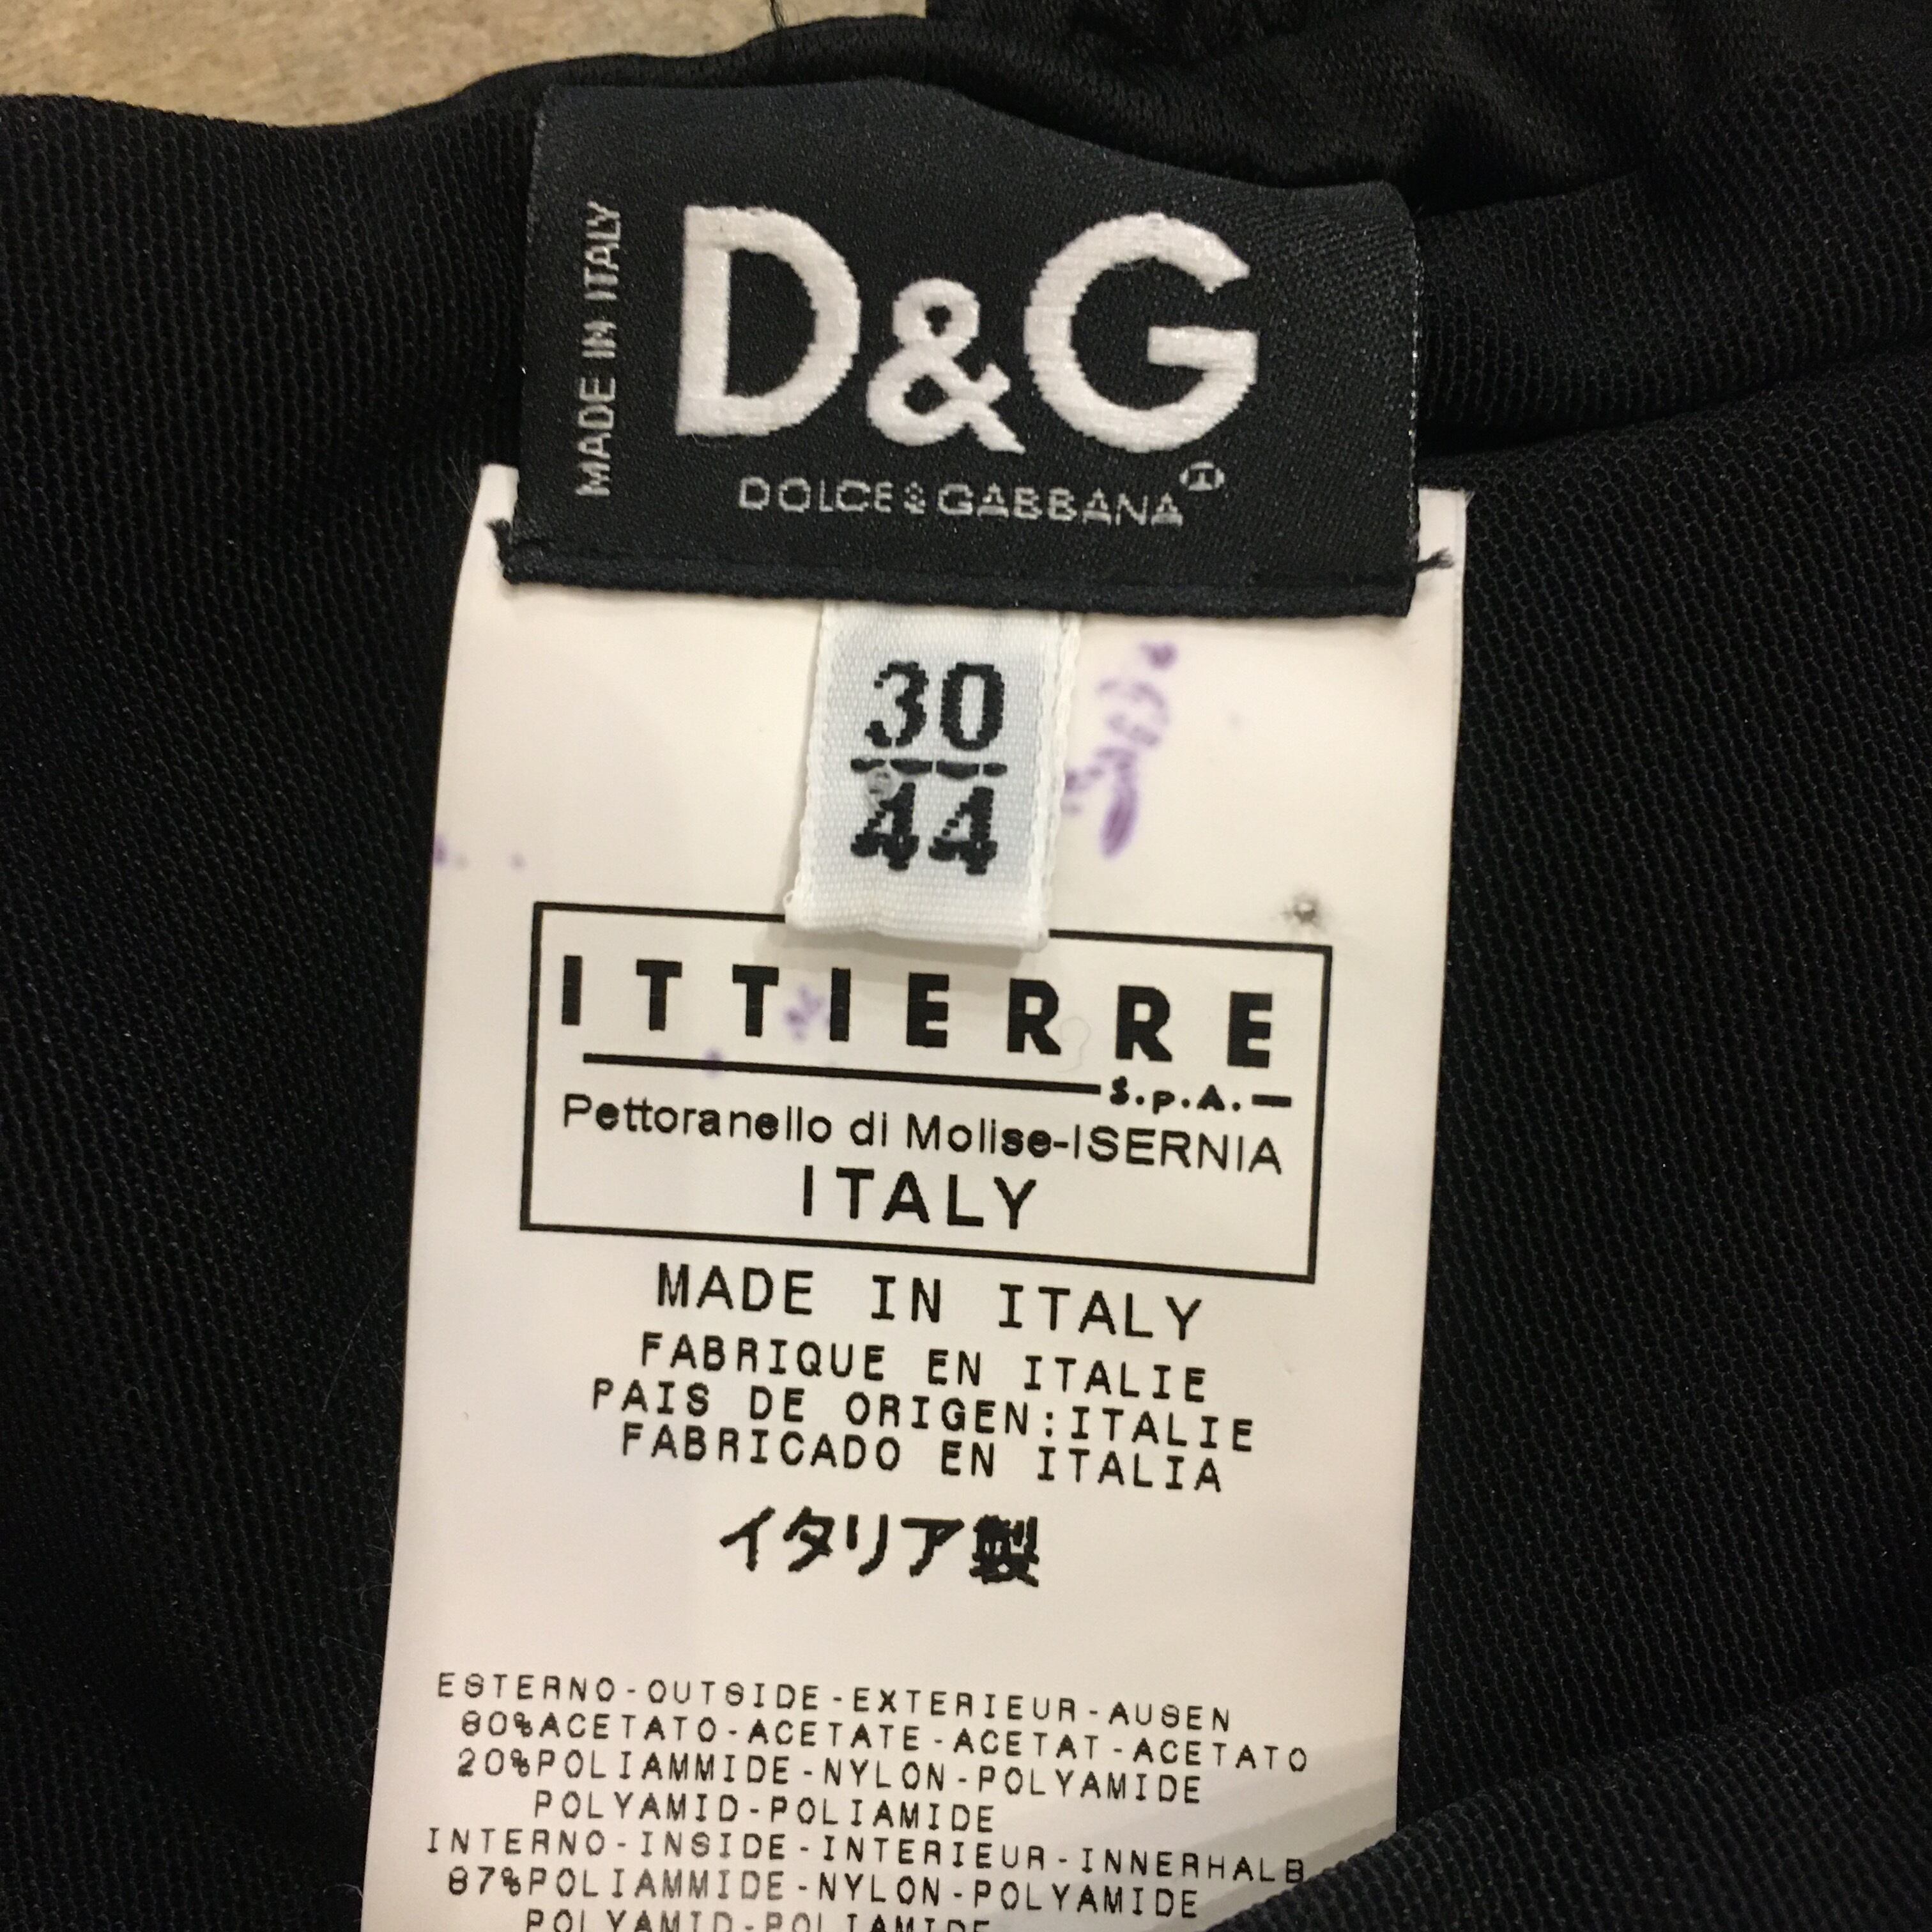 MADE IN ITALY
D&G
DOLCE&GABBANA
30
44
ITTIERRE
S.p.A.
Pettoranello di Molise-ISERNIA
ITALY
MADE IN ITALY
FABRIQUE EN ITALIE
PAIS DE ORIGEN:ITALIE
FABRICADO EN ITALIA
イタリア製
ESTERNO-OUTSIDE-EXTERIEUR-AUSEN
80%ACETATO-ACETATE-ACETAT-ACETATO
20%POLIAMMIDE-NYLON-POLYAMIDE
POLYAMID-POLIAMIDE
INTERNO-INSIDE-INTERIEUR-INNERHALB
87%POLIAMMIDE-NYLON-POLYAMIDE
POLYAMID-POLIAMIDE